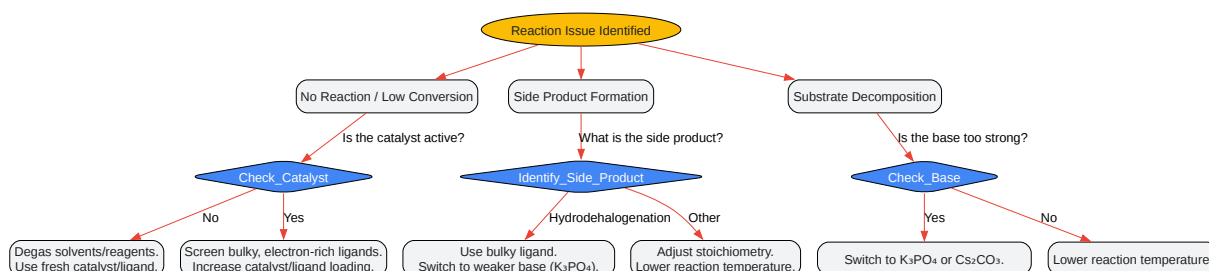 Reaction Issue Identified
No Reaction / Low Conversion
Side Product Formation
Substrate Decomposition
Is the catalyst active?
What is the side product?
Is the base too strong?
Check_Catalyst
Identify_Side_Product
Check_Base
No
Yes
Hydrodehalogenation
Other
Yes
No
Degas solvents/reagents.
Use fresh catalyst/ligand.
Screen bulky, electron-rich ligands.
Increase catalyst/ligand loading.
Use bulky ligand.
Switch to weaker base (K₃PO₄).
Adjust stoichiometry.
Lower reaction temperature.
Switch to K₃PO₄ or Cs₂CO₃.
Lower reaction temperature